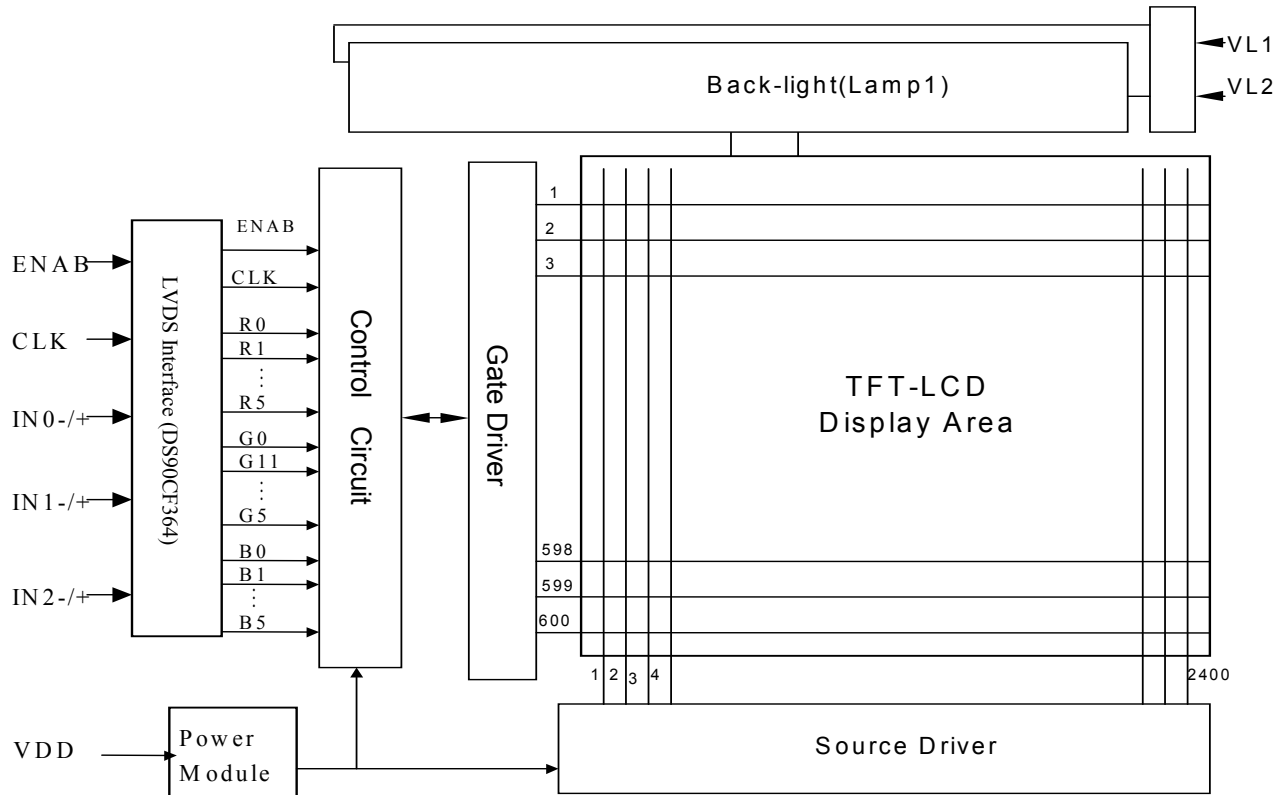 VL1
Back-light(Lamp1)
VL2
ENAB
CLK
IN0-/+
IN1-/+
IN2-/+
LVDS Interface (DS90CF364)
ENAB
CLK
R0
R1
.....
R5
G0
G11
.....
G5
B0
B1
.....
B5
Control Circuit
Gate Driver
1
2
3
598
599
600
TFT-LCD
Display Area
1 2 3 4 2400
VDD
Power
Module
Source Driver